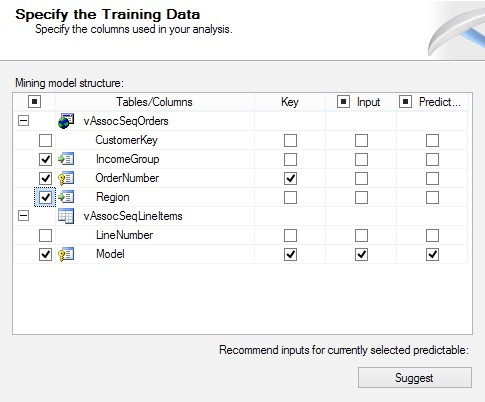 Specify the Training Data
Specify the columns used in your analysis.
Mining model structure:
Tables/Columns Key Input Predict...
vAssocSeqOrders
CustomerKey
IncomeGroup
OrderNumber
Region
vAssocSeqLineItems
LineNumber
Model
Recommend inputs for currently selected predictable:
Suggest